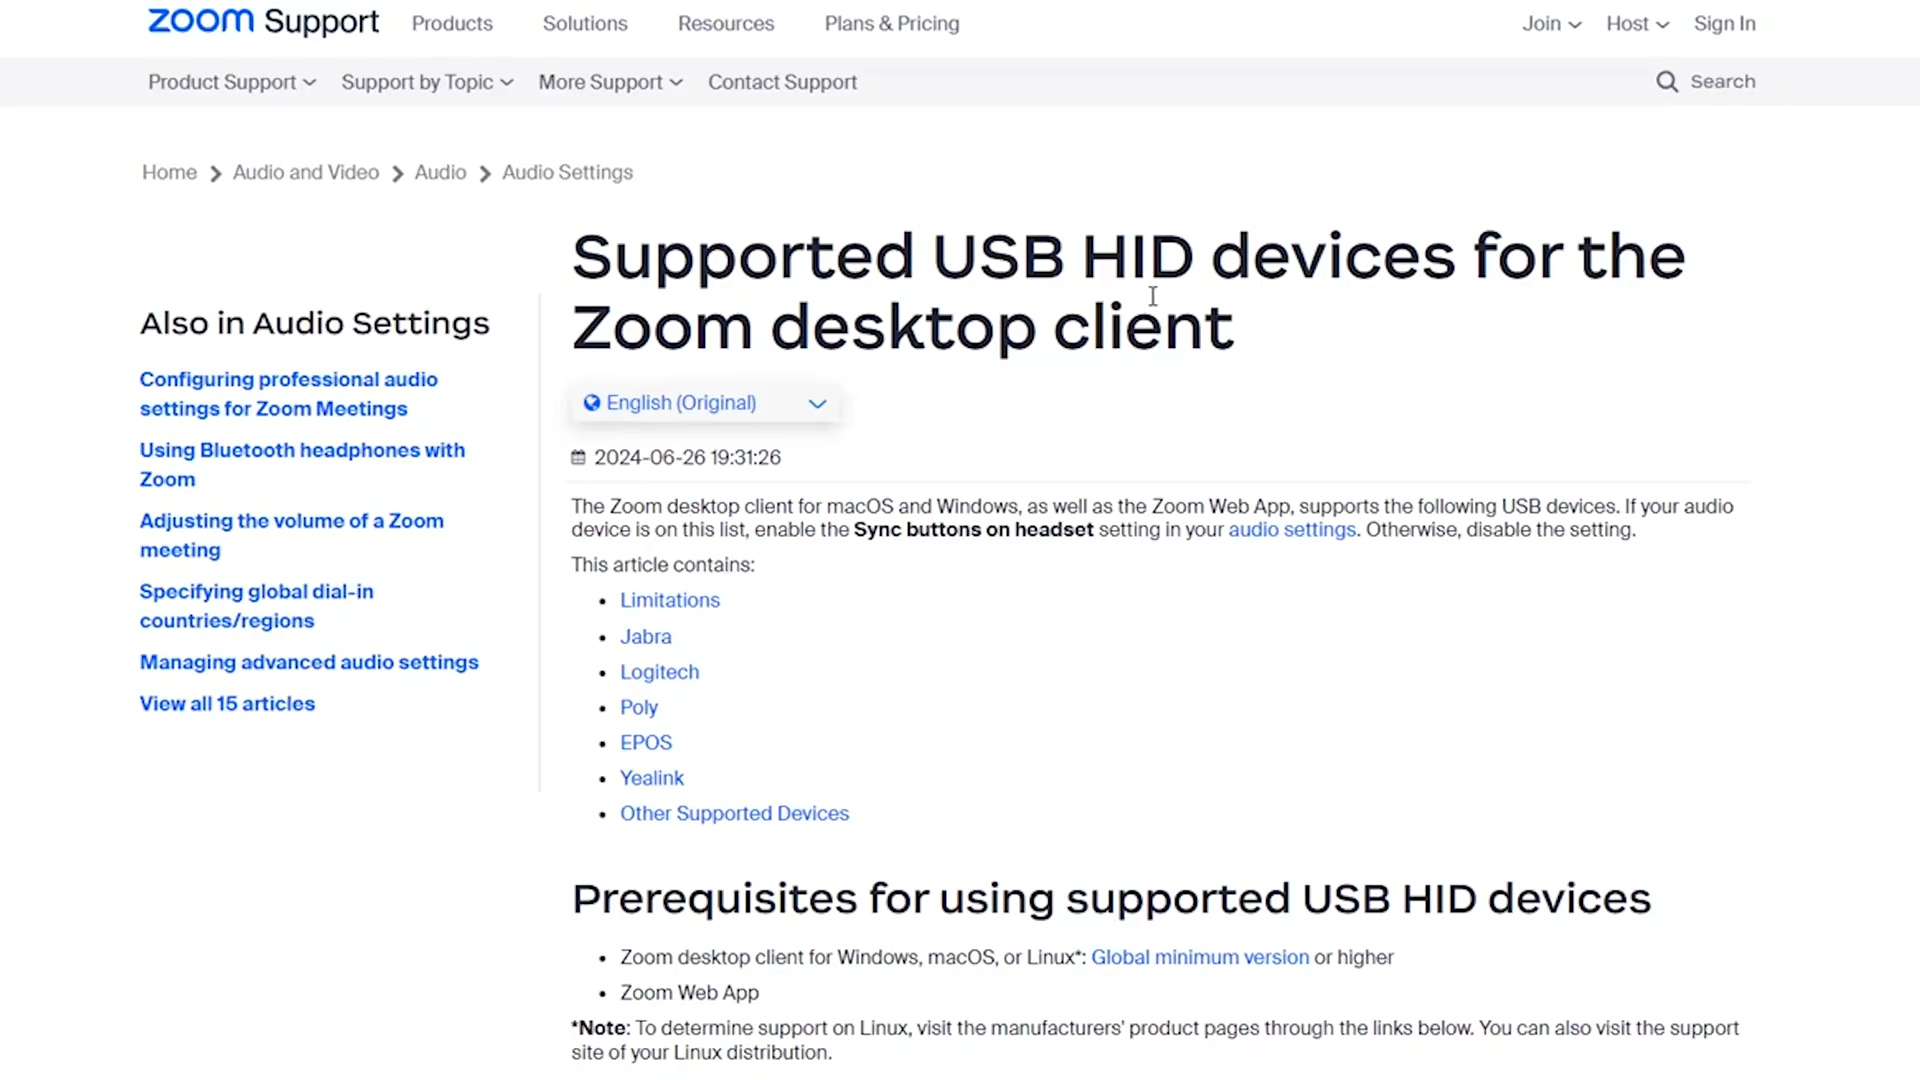 zoom Support Products Solutions Resources Plans & Pricing Join Host Sign In
Product Support Support by Topic More Support Contact Support Search
Home Audio and Video Audio Audio Settings
Supported USB HID devices for the
Zoom desktop client
English (Original)
2024-06-26 19:31:26
Also in Audio Settings
Configuring professional audio
settings for Zoom Meetings
Using Bluetooth headphones with
Zoom
Adjusting the volume of a Zoom
meeting
Specifying global dial-in
countries/regions
Managing advanced audio settings
View all 15 articles
The Zoom desktop client for macOS and Windows, as well as the Zoom Web App, supports the following USB devices. If your audio
device is on this list, enable the Sync buttons on headset setting in your audio settings. Otherwise, disable the setting.
This article contains:
• Limitations
• Jabra
• Logitech
• Poly
• EPOS
• Yealink
• Other Supported Devices
Prerequisites for using supported USB HID devices
• Zoom desktop client for Windows, macOS, or Linux*: Global minimum version or higher
• Zoom Web App
*Note: To determine support on Linux, visit the manufacturers' product pages through the links below. You can also visit the support
site of your Linux distribution.